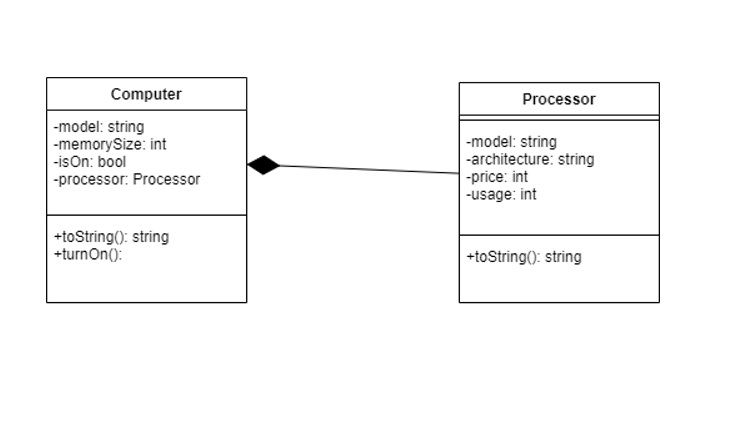 Computer
-model: string
-memorySize: int
-isOn: bool
-processor: Processor
+toString(): string
+turnOn():
Processor
-model: string
-architecture: string
-price: int
-usage: int
+toString(): string